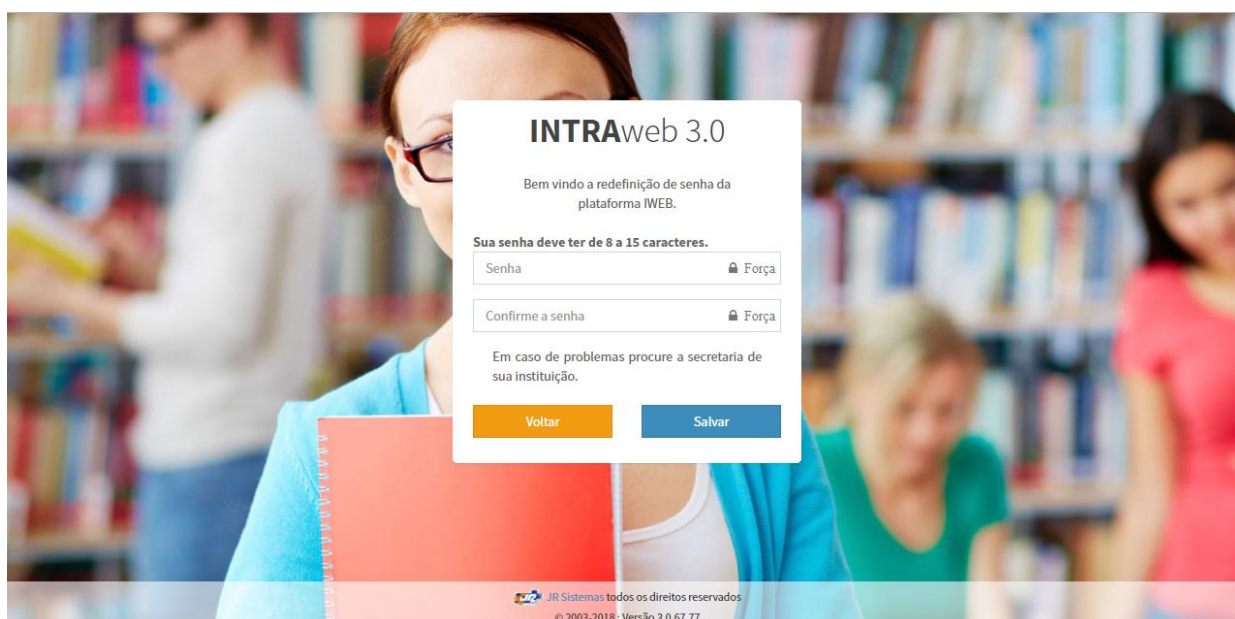 INTRAweb 3.0
Bem vindo a redefinição de senha da
plataforma IWEB.
Sua senha deve ter de 8 a 15 caracteres.
Senha Força
Confirme a senha Força
Em caso de problemas procure a secretaria de
sua instituição.
Voltar Salvar
JR Sistemas todos os direitos reservados
© 2003-2018 : Versão 3.0.67.77